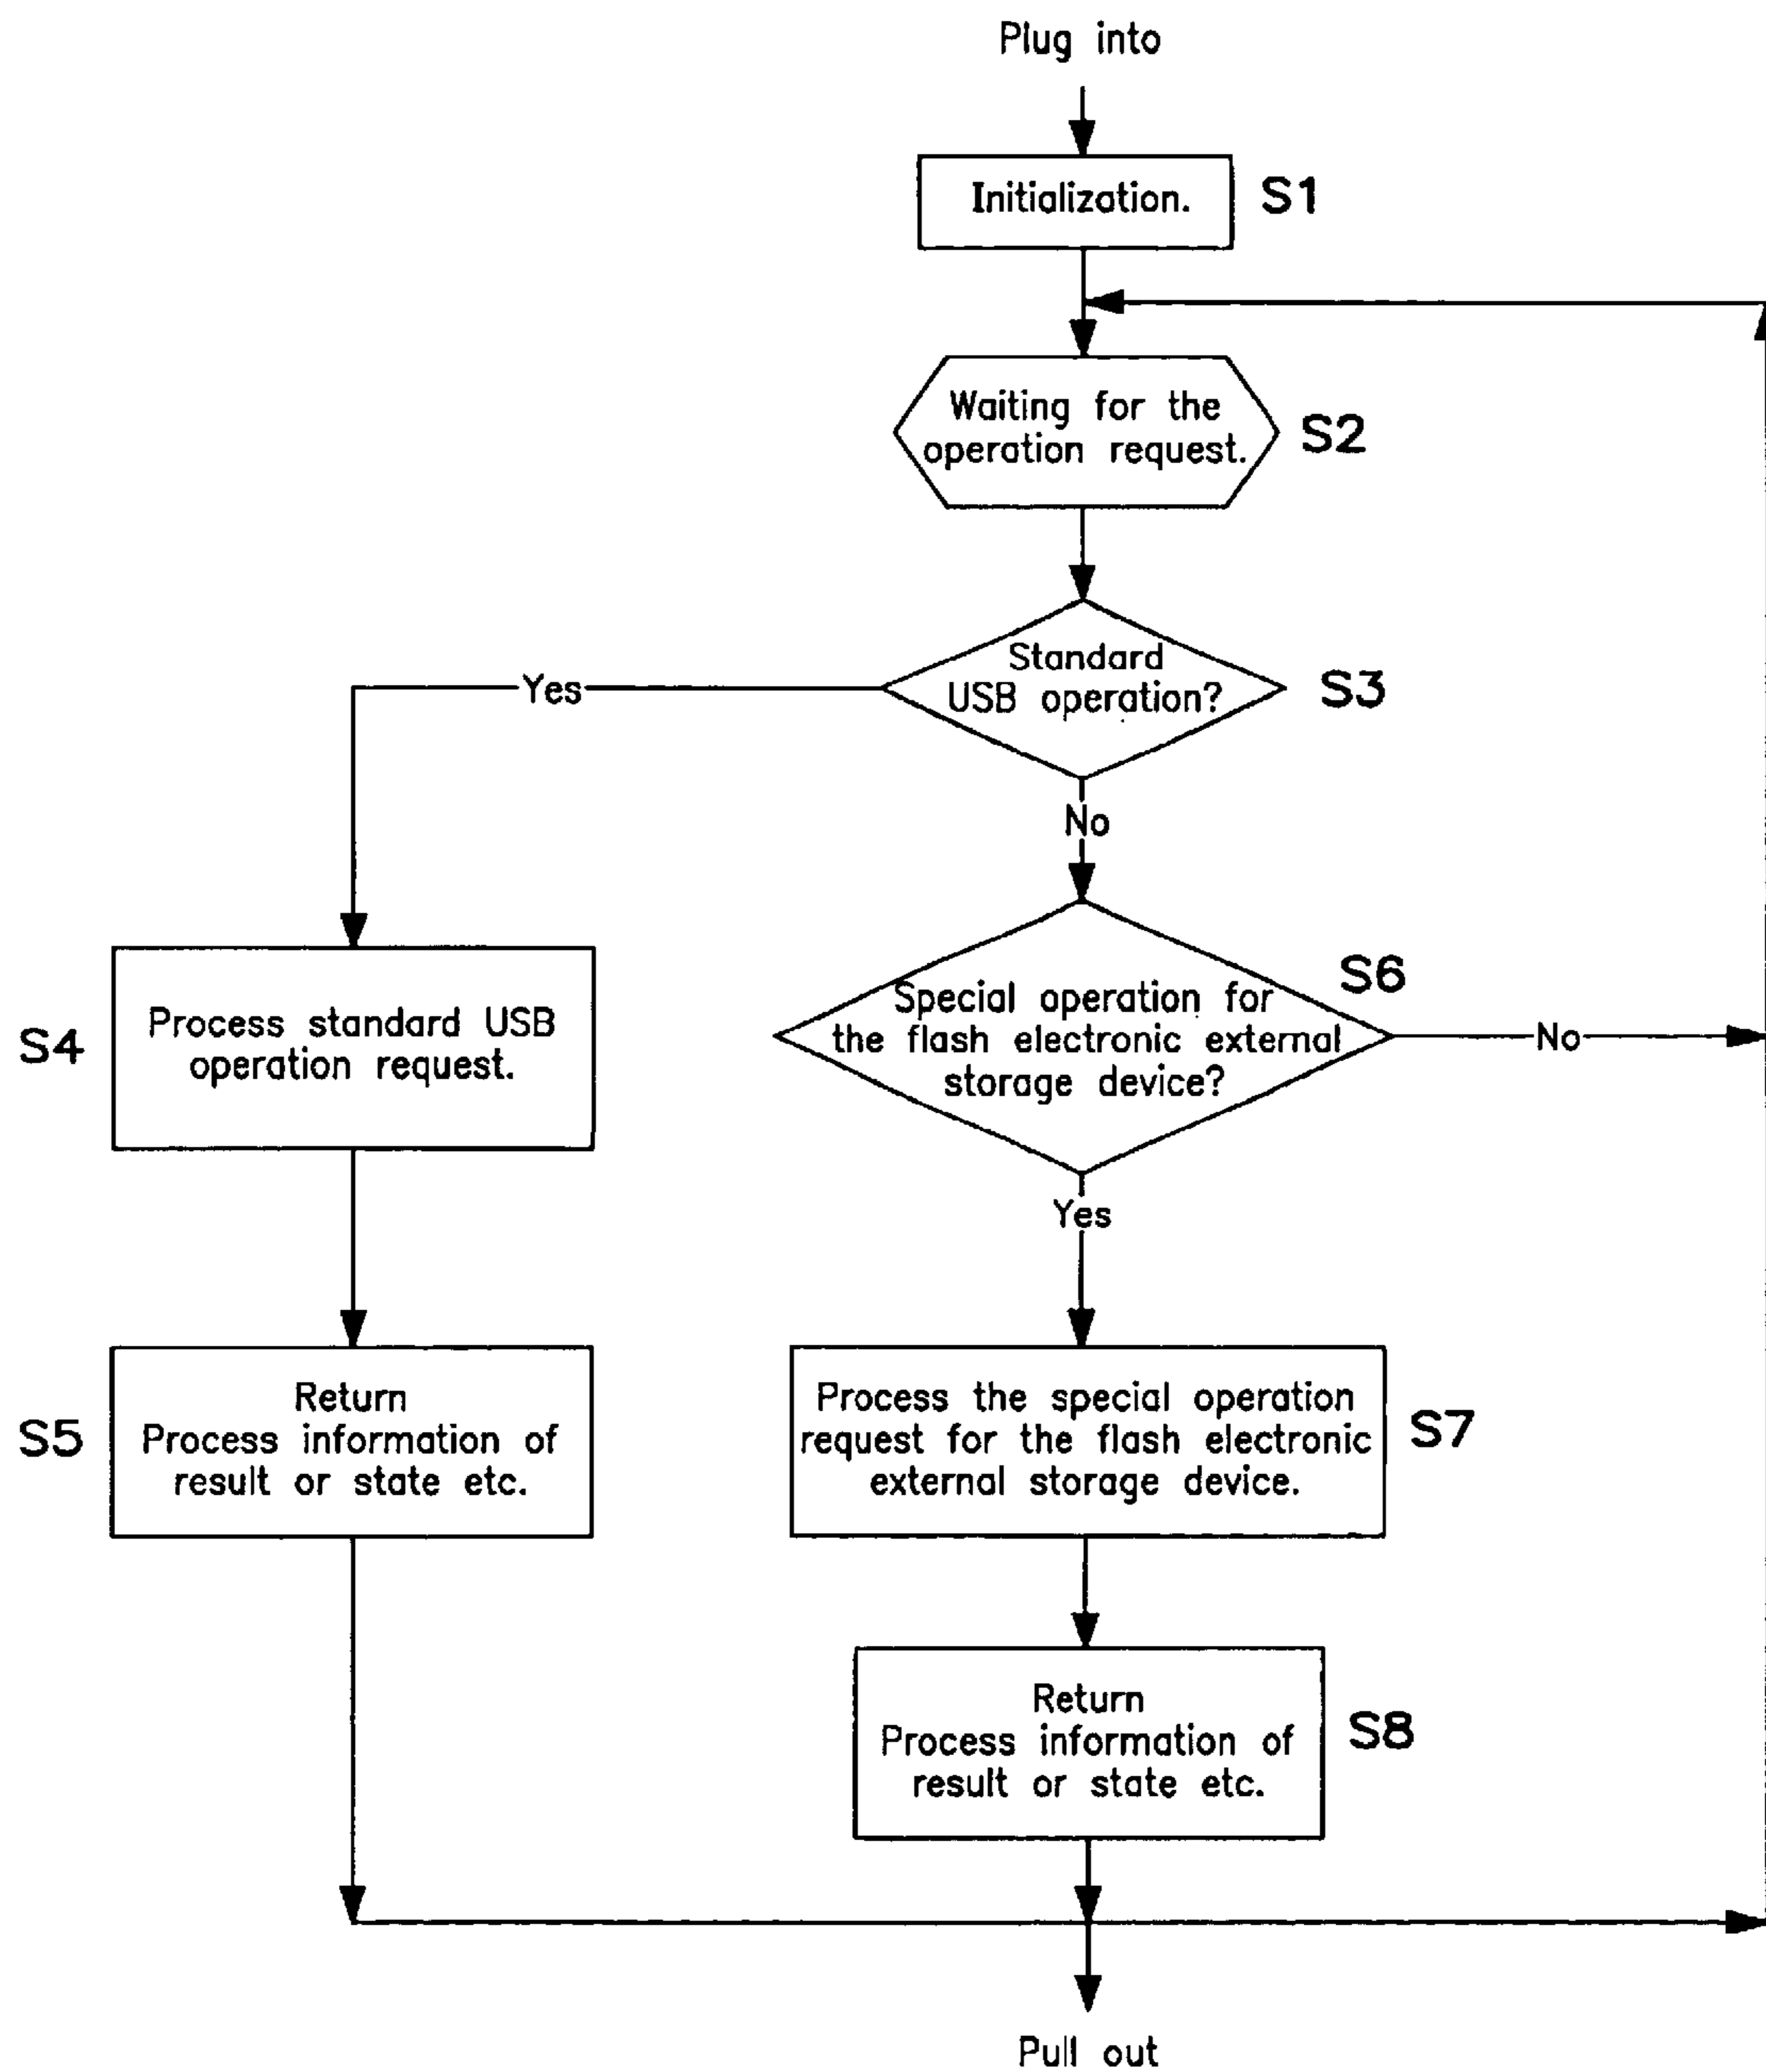 Plug into
Initialization.
S1
Waiting for the
operation request.
S2
Standard
USB operation?
S3
Yes
No
Special operation for
the flash electronic external
storage device?
S6
No
S4
Process standard USB
operation request.
Yes
S5
Return
Process information of
result or state etc.
Process the special operation
request for the flash electronic
external storage device.
S7
Return
Process information of
result or state etc.
S8
Pull out